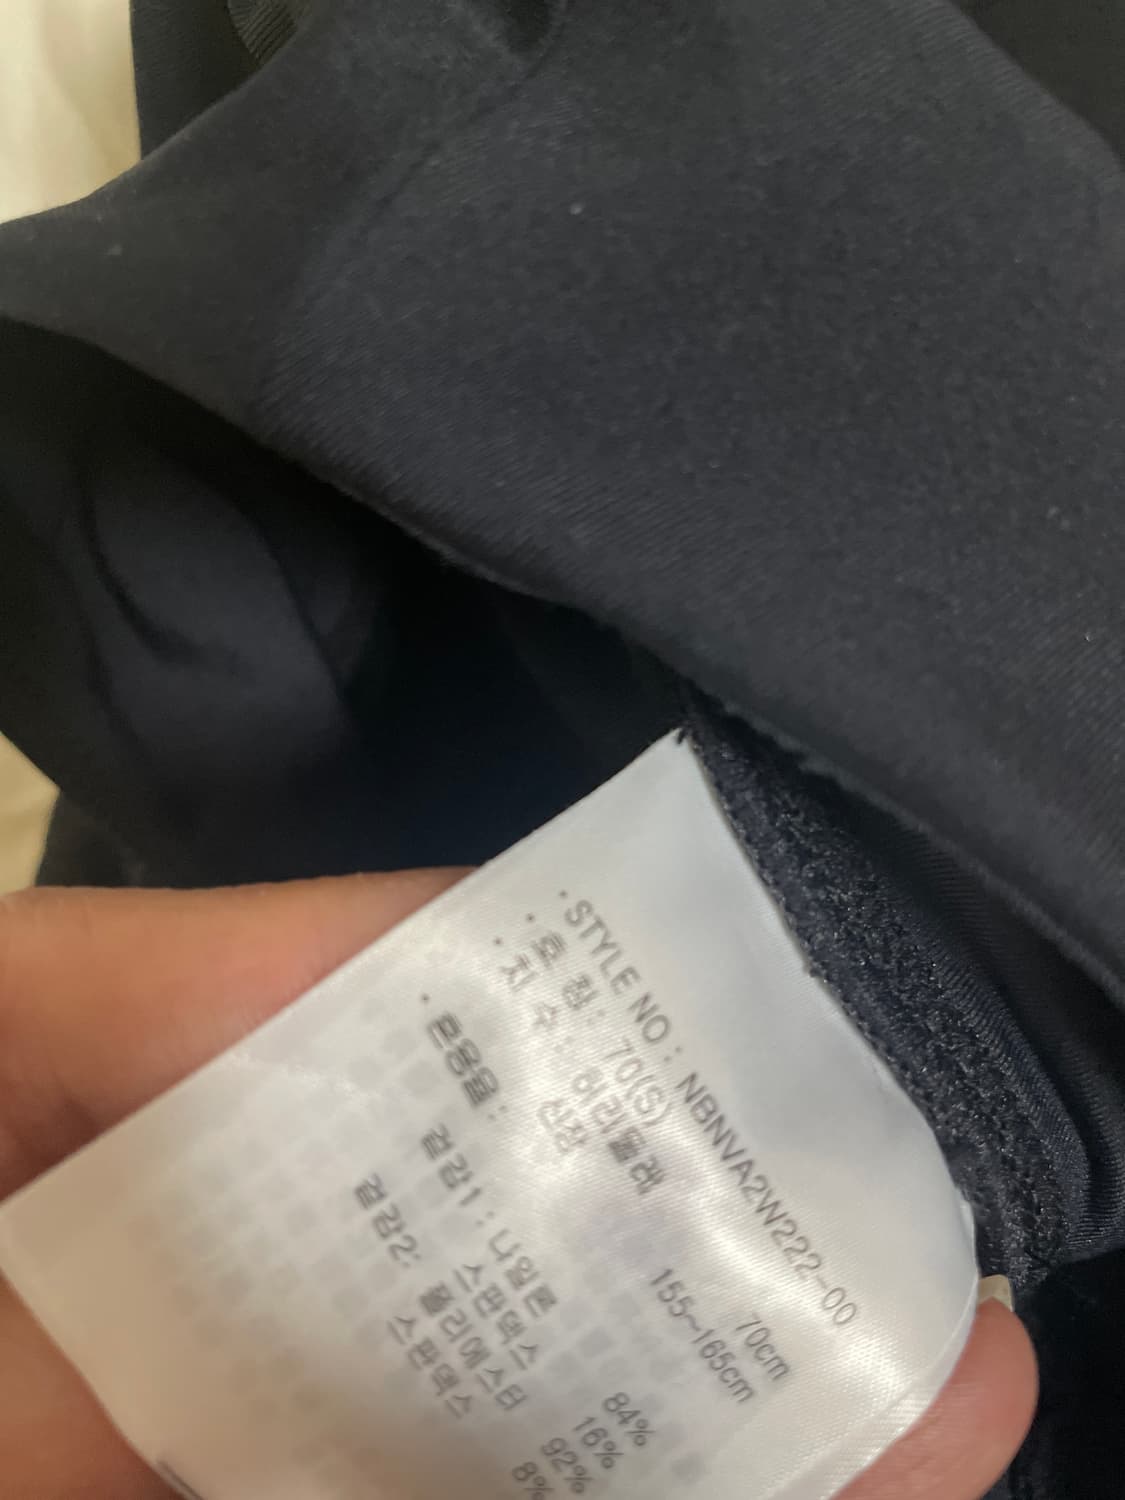 ·STYLE NO : NBNVA2W222-00
·호 칭 : 70(S)
·치 수 : 허리둘레 70cm
신장 155~165cm
·혼용율 :
겉감1 : 나일론 84%
스판덱스 16%
겉감2: 폴리에스터 92%
스판덱스 8%